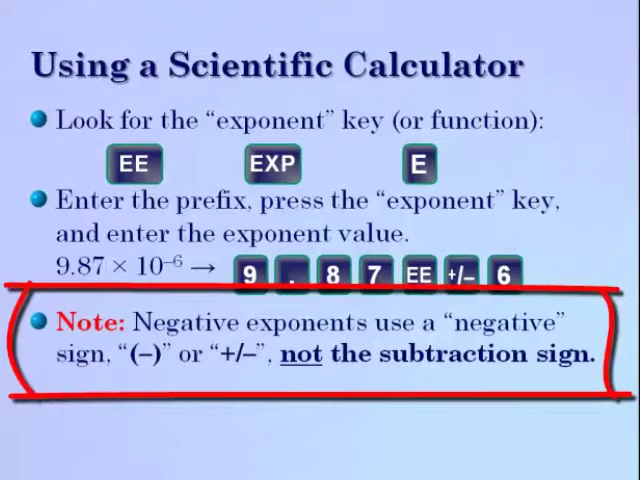 Using a Scientific Calculator
Look for the “exponent” key (or function):
EE EXP E
Enter the prefix, press the “exponent” key,
and enter the exponent value.
9.87 × 10⁻⁶ → 9 . 8 7 EE +/– 6
Note: Negative exponents use a “negative”
sign, “(–)” or “+/–”, not the subtraction sign.